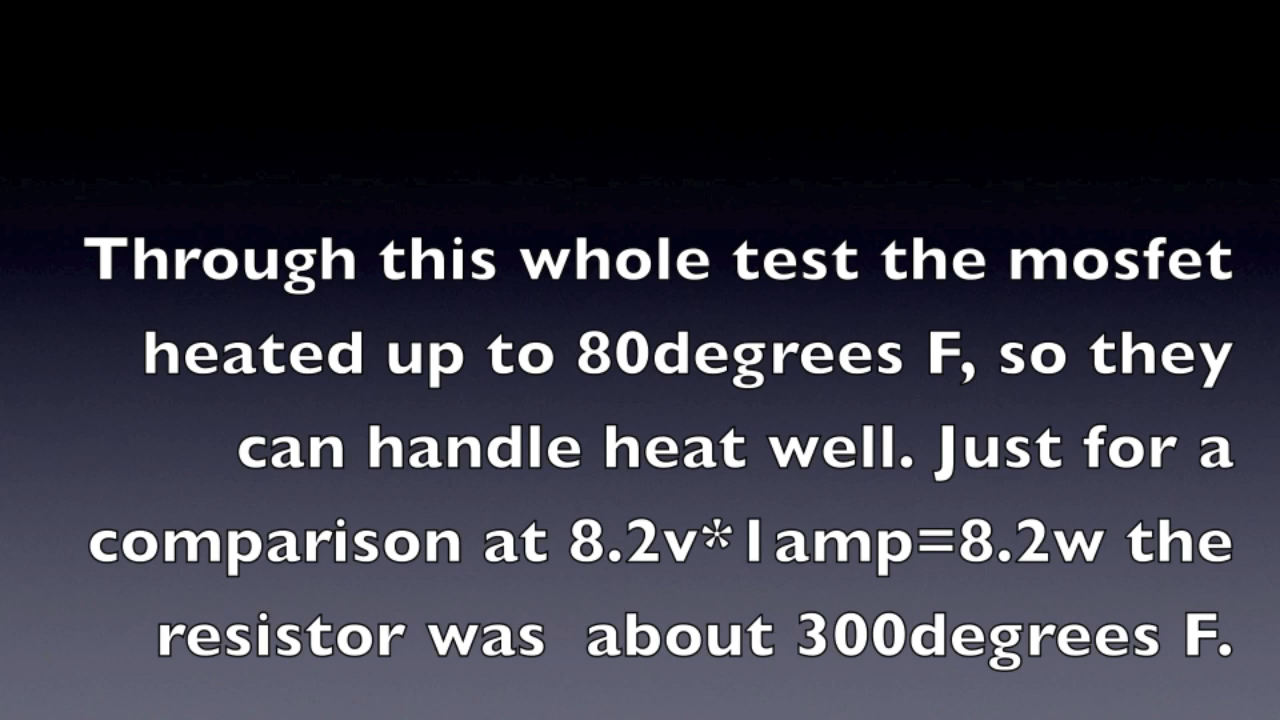 Through this whole test the mosfet
heated up to 80degrees F, so they
can handle heat well. Just for a
comparison at 8.2v*1amp=8.2w the
resistor was  about 300degrees F.